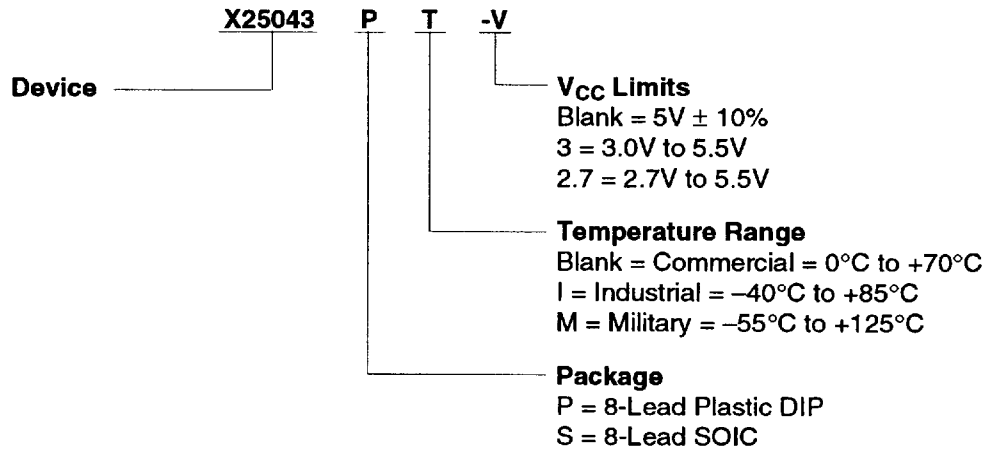 X25043 P T -V
Device
VCC Limits
Blank = 5V ± 10%
3 = 3.0V to 5.5V
2.7 = 2.7V to 5.5V
Temperature Range
Blank = Commercial = 0°C to +70°C
I = Industrial = –40°C to +85°C
M = Military = –55°C to +125°C
Package
P = 8-Lead Plastic DIP
S = 8-Lead SOIC